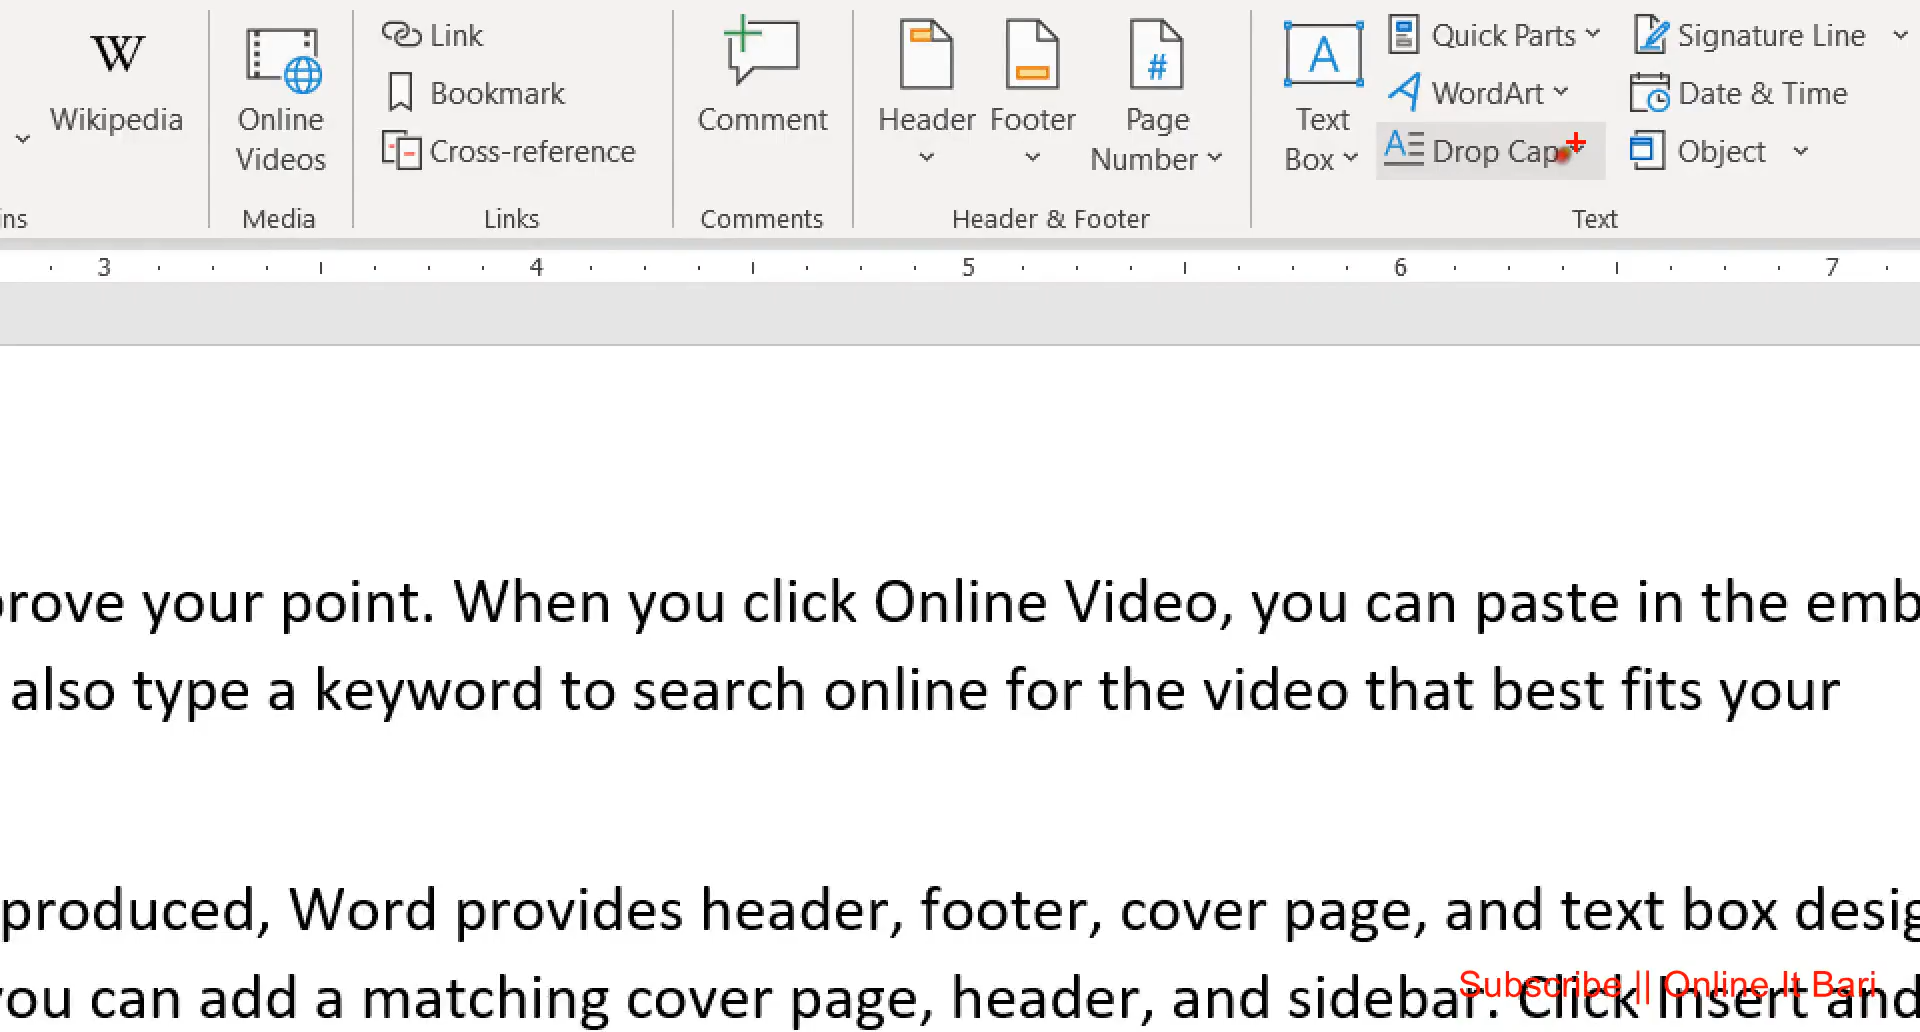 W
Wikipedia
Online
Videos
Link
Bookmark
Cross-reference
Comment
Header
Footer
#
Page
Number
A
Text
Box
Quick Parts
WordArt
Drop Cap
Signature Line
Date & Time
Object
ins
Media
Links
Comments
Header & Footer
Text
3 4 5 6 7
prove your point. When you click Online Video, you can paste in the emb
also type a keyword to search online for the video that best fits your
produced, Word provides header, footer, cover page, and text box desig
you can add a matching cover page, header, and sidebar. Click Insert and
Subscribe || Online It Bari